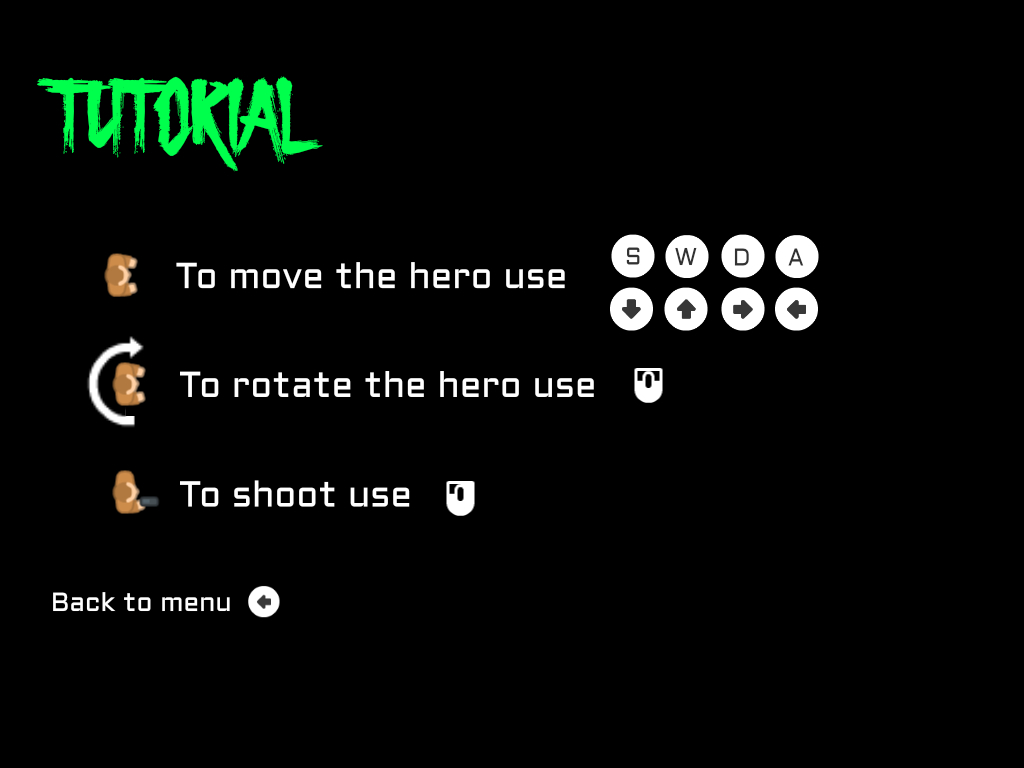 TUTORIAL
To move the hero use S W D A
To rotate the hero use
To shoot use
Back to menu